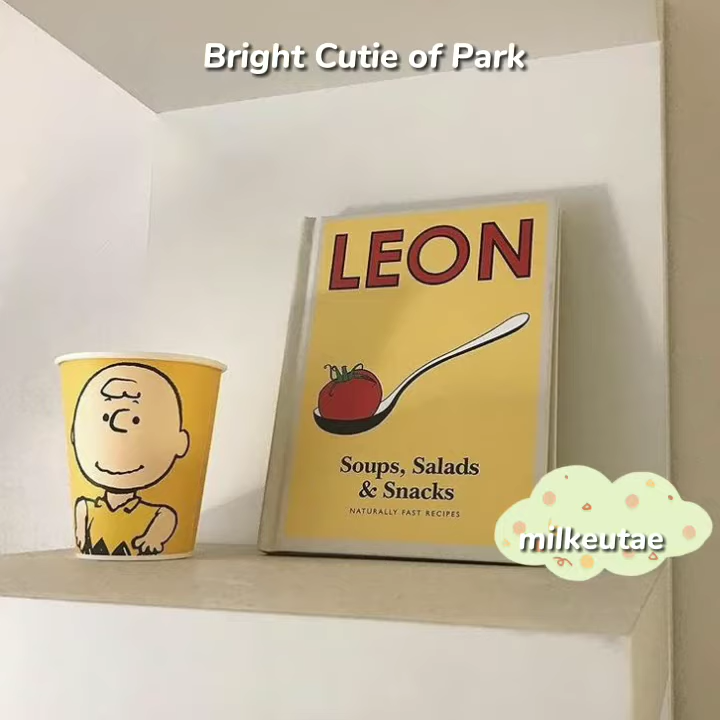 Bright Cutie of Park
LEON
Soups, Salads
& Snacks
NATURALLY FAST RECIPES
milkeutae